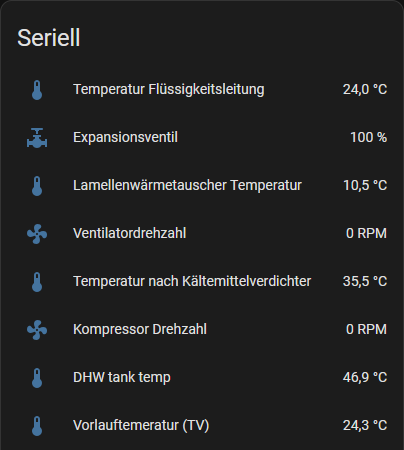 Seriell
Temperatur Flüssigkeitsleitung 24,0 °C
Expansionsventil 100 %
Lamellenwärmetauscher Temperatur 10,5 °C
Ventilatordrehzahl 0 RPM
Temperatur nach Kältemittelverdichter 35,5 °C
Kompressor Drehzahl 0 RPM
DHW tank temp 46,9 °C
Vorlauftemeratur (TV) 24,3 °C